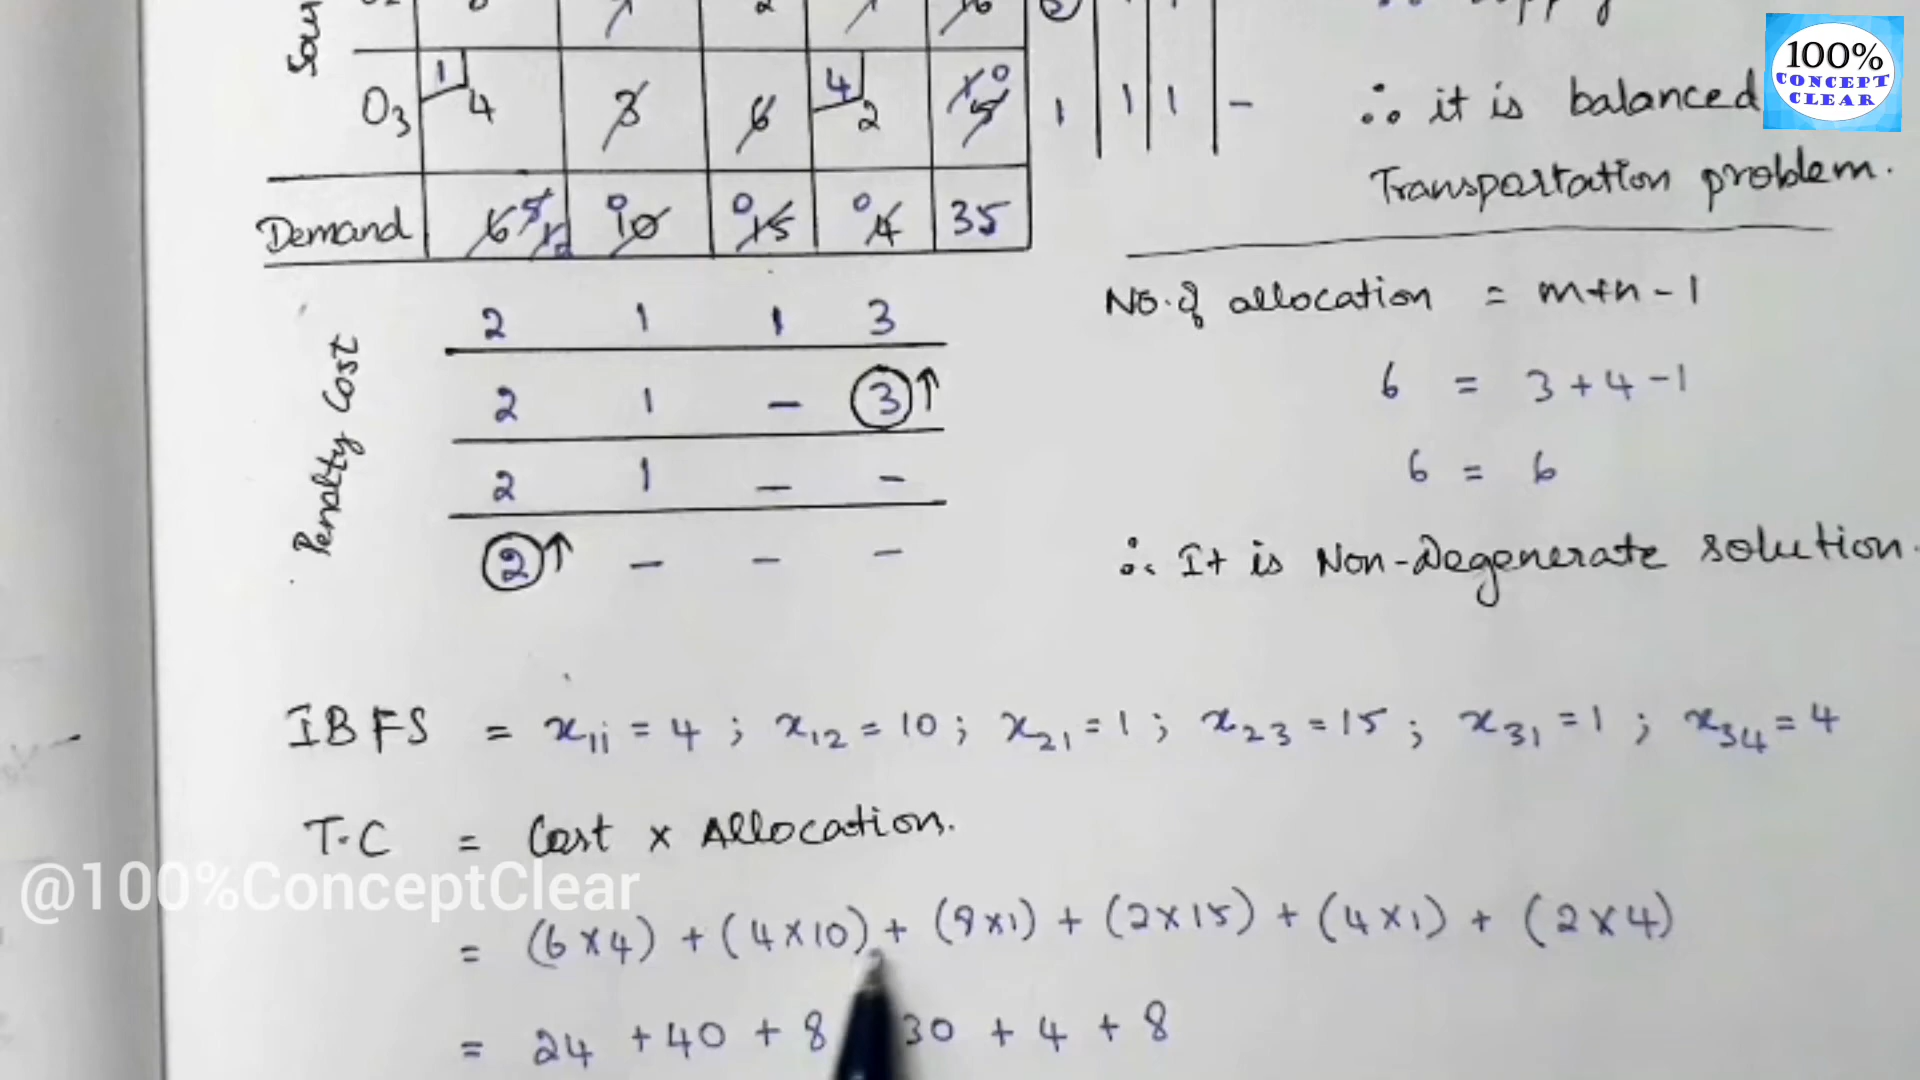 100%
CONCEPT
CLEAR
O3 1 4 3 6 4 2 5 1 0 1 1 1 -
∴ it is balanced
Transportation problem.
Demand 6 5 10 0 15 0 4 0 35
No. of allocation = m+n-1
6 = 3+4-1
6 = 6
∴ It is Non-Degenerate solution.
Penalty Cost
2 1 1 3
2 1 - 3↑
2 1 - -
2↑ - - -
IBFS = x11 = 4 ; x12 = 10 ; x21 = 1 ; x23 = 15 ; x31 = 1 ; x34 = 4
T.C = Cost x Allocation.
@100%ConceptClear
= (6x4) + (4x10) + (8x1) + (2x15) + (4x1) + (2x4)
= 24 + 40 + 8 30 + 4 + 8